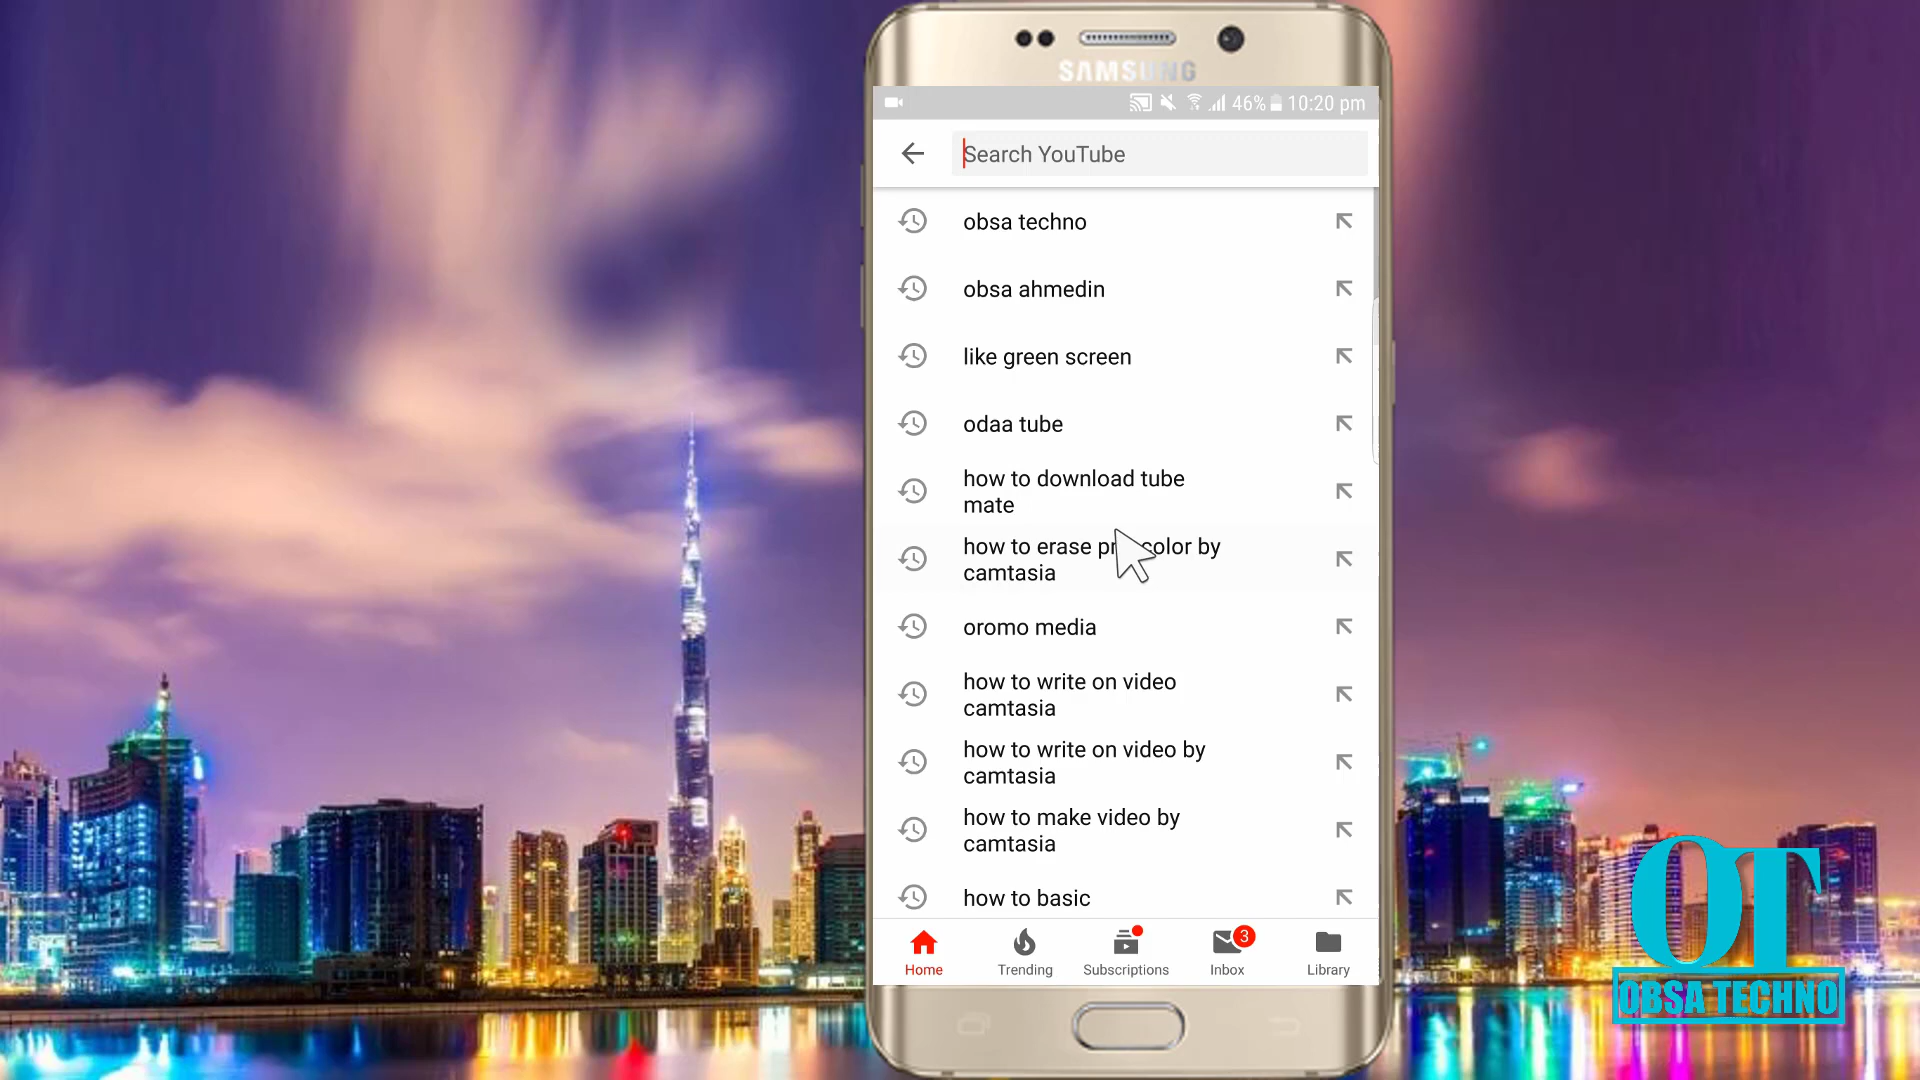 SAMSUNG
46% 10:20 pm
Search YouTube
obsa techno
obsa ahmedin
like green screen
odaa tube
how to download tube
mate
how to erase color by
camtasia
oromo media
how to write on video
camtasia
how to write on video by
camtasia
how to make video by
camtasia
how to basic
3
Home Trending Subscriptions Inbox Library
OT
OBSA TECHNO